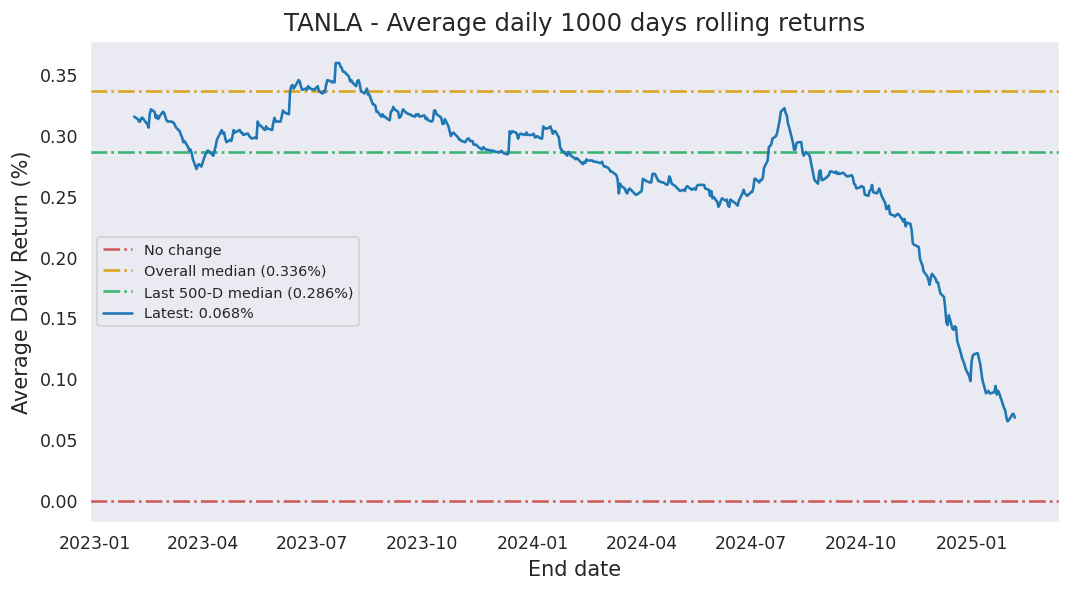 TANLA - Average daily 1000 days rolling returns
Average Daily Return (%)
0.35
0.30
0.25
0.20
0.15
0.10
0.05
0.00
No change
Overall median (0.336%)
Last 500-D median (0.286%)
Latest: 0.068%
2023-01 2023-04 2023-07 2023-10 2024-01 2024-04 2024-07 2024-10 2025-01
End date